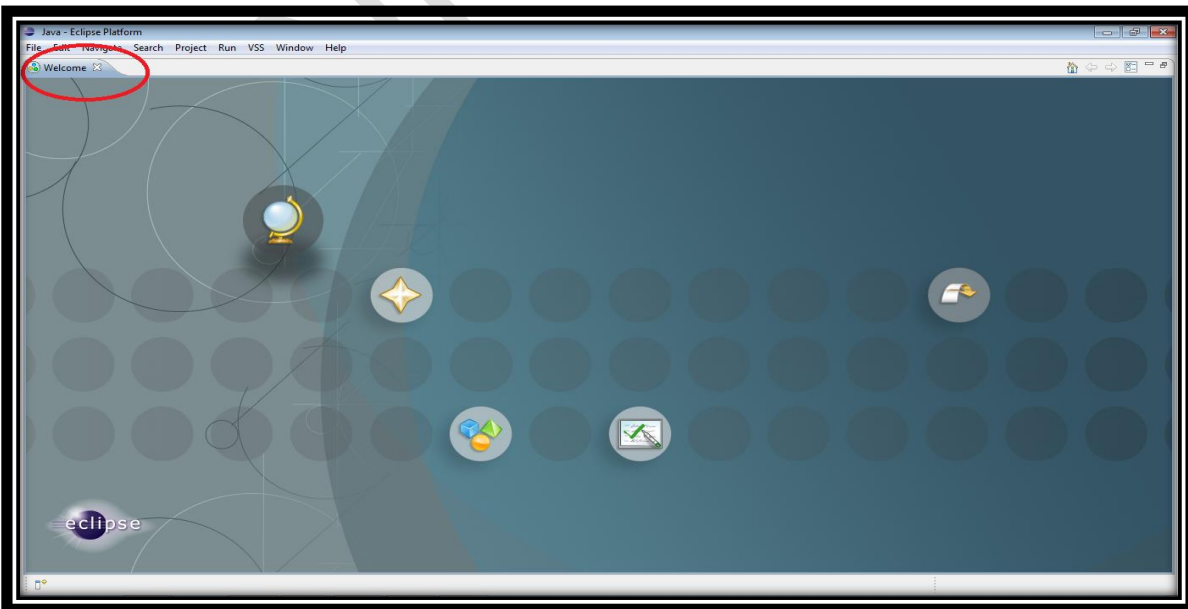 Java - Eclipse Platform
File Edit Navigate Search Project Run VSS Window Help
Welcome
eclipse